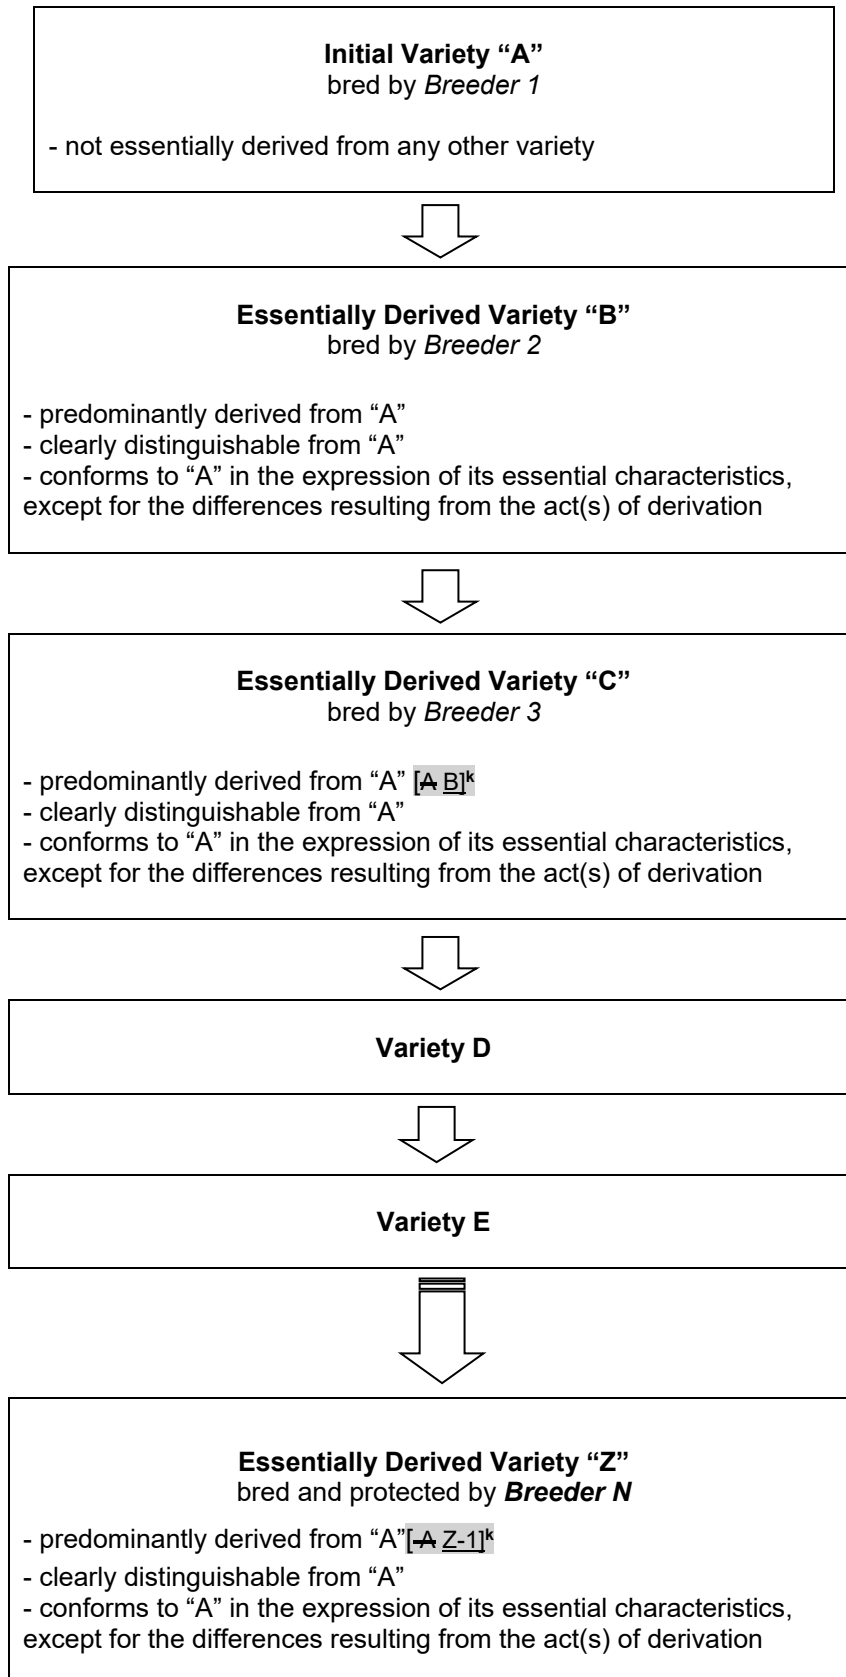 Initial Variety “A”
bred by Breeder 1
- not essentially derived from any other variety
Essentially Derived Variety “B”
bred by Breeder 2
- predominantly derived from “A”
- clearly distinguishable from “A”
- conforms to “A” in the expression of its essential characteristics,
except for the differences resulting from the act(s) of derivation
Essentially Derived Variety “C”
bred by Breeder 3
- predominantly derived from “A” [A B]k
- clearly distinguishable from “A”
- conforms to “A” in the expression of its essential characteristics,
except for the differences resulting from the act(s) of derivation
Variety D
Variety E
Essentially Derived Variety “Z”
bred and protected by Breeder N
- predominantly derived from “A”[ A Z-1]k
- clearly distinguishable from “A”
- conforms to “A” in the expression of its essential characteristics,
except for the differences resulting from the act(s) of derivation